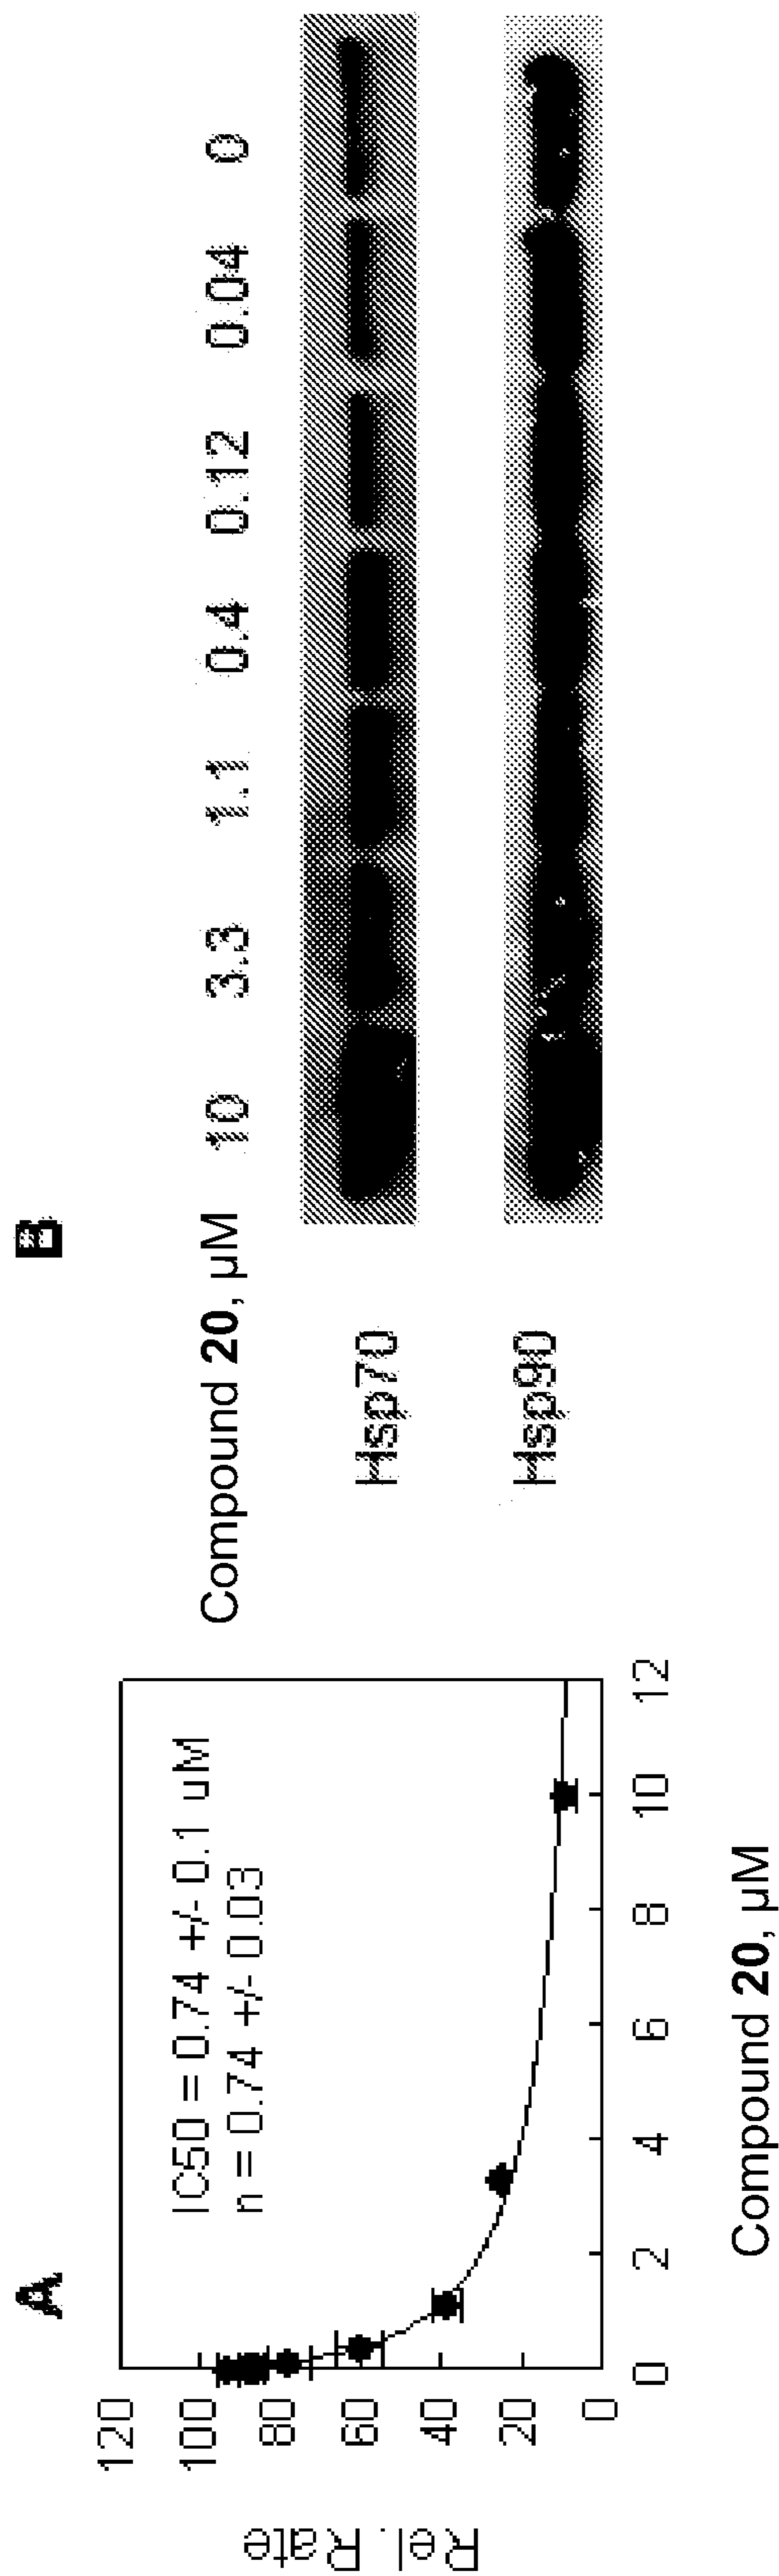 A
120
100
80
60
40
20
0
Rel. Rate
IC50 = 0.74 +/- 0.1 uM
n = 0.74 +/- 0.03
0 2 4 6 8 10 12
Compound 20, µM
B
Compound 20, µM 10 3.3 1.1 0.4 0.12 0.04 0
Hsp70
Hsp90